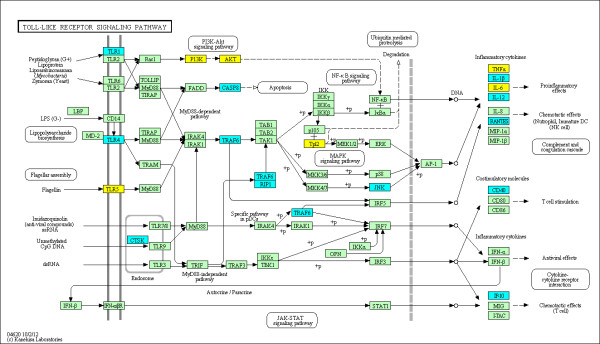 TOLL-LIKE RECEPTOR SIGNALING PATHWAY
PI3K-Akt
signaling pathway
Ubiquitin mediated
proteolysis
Degradation
Peptidoglycan (G+)
Lipoprotein
Lipoarabinomannan
(Mycobacteria)
Zymosan (Yeast)
TLR1
TLR2
Rac1
PI3K
AKT
TLR6
TLR2
TOLLIP
MyD88
TIRAP
FADD
CASP8
Apoptosis
NF-κB signaling
pathway
IKK
IKKγ
IKKα
IKKβ
+p
NF-κB
IκBα
DNA
Inflammatory cytokines
TNFα
IL-1β
IL-6
IL-12
Proinflammatory
effects
IL-8
RANTES
MIP-1α
MIP-1β
Chemotactic effects
(Neutrophil, Immature DC)
(NK cell)
Complement and
coagulation cascade
LBP
LPS (G-)
CD14
MD-2
TLR4
Lipopolysaccharide
biosynthesis
TIRAP
MyD88
TRAM
MyD88-dependent
pathway
IRAK4
IRAK1
TRAF6
TAB1
TAB2
TAK1
p105
Tpl2
MEK1/2
ERK
MAPK
signaling pathway
MKK3/6
p38
MKK4/7
JNK
AP-1
Flagellar assembly
Flagellin
TLR5
MyD88
TRAF6
RIP1
IRF5
Costimulatory molecules
CD40
CD80
CD86
T cell stimulation
Imidazoquinoline
(anti-viral compounds)
ssRNA
Unmethylated
CpG DNA
dsRNA
CTSK
TLR7/8
TLR9
TLR3
Endosome
MyD88
Specific pathway
in pDCs
IRAK4
TRAF6
IRAK1
IRF7
IKKα
OPN
TRIF
TRAF3
IKKε
TBK1
IRF3
MyD88-independent
pathway
Inflammatory cytokines
IFN-α
IFN-β
Antiviral effects
Cytokine-cytokine
receptor interaction
Autocrine / Paracrine
IFN-β
IFN-αβR
STAT1
JAK-STAT
signaling pathway
IP10
MIG
I-TAC
Chemotactic effects
(T cell)
04620 10/2/12
(c) Kanehisa Laboratories